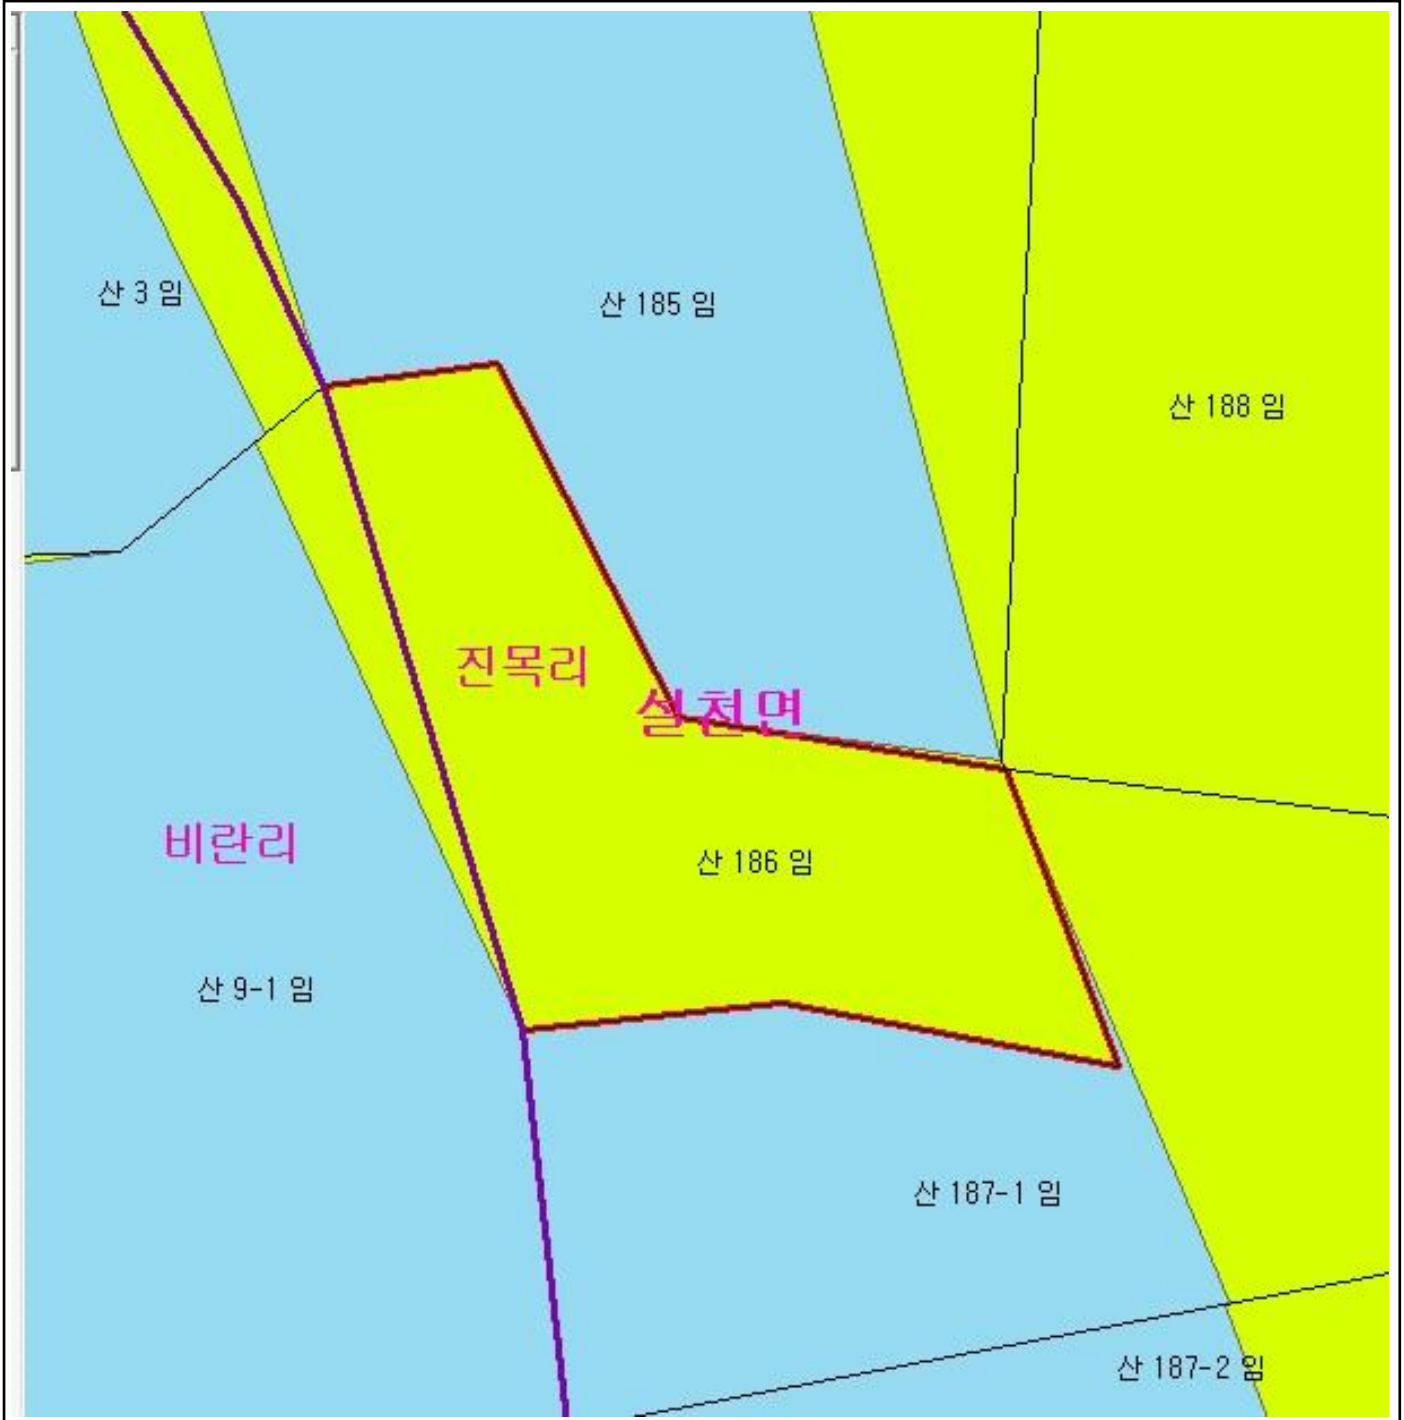 산 3 임
산 185 임
산 188 임
진목리
설천면
비란리
산 186 임
산 9-1 임
산 187-1 임
산 187-2 임